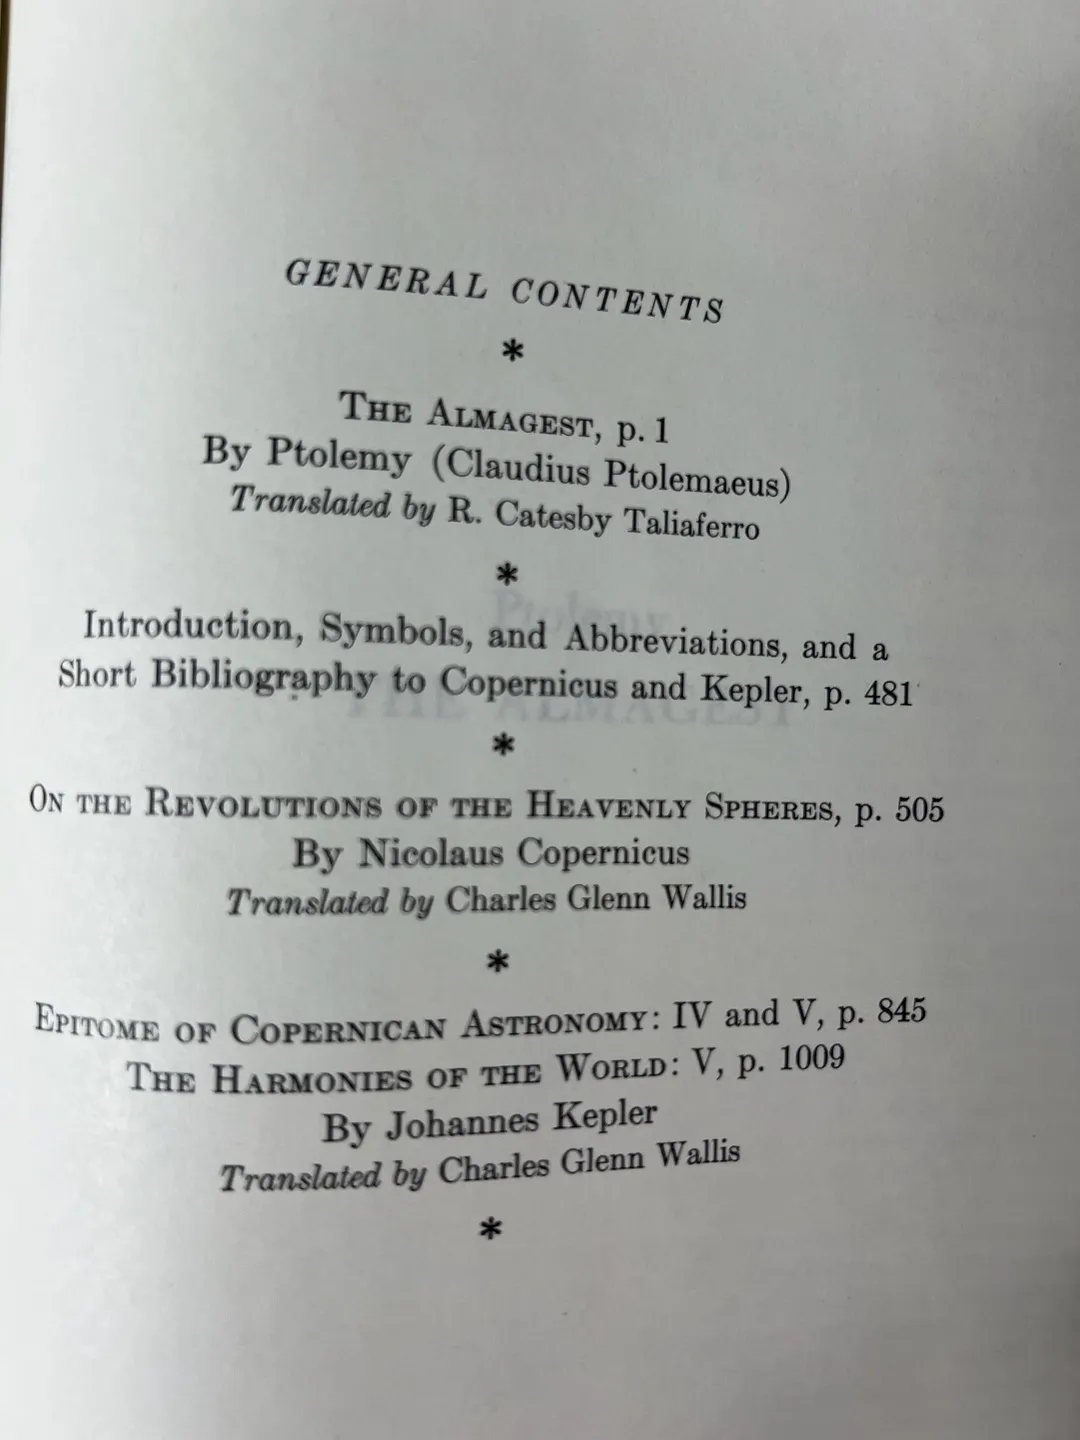 GENERAL CONTENTS
*
THE ALMAGEST, p. 1
By Ptolemy (Claudius Ptolemaeus)
Translated by R. Catesby Taliaferro
*
Introduction, Symbols, and Abbreviations, and a
Short Bibliography to Copernicus and Kepler, p. 481
*
ON THE REVOLUTIONS OF THE HEAVENLY SPHERES, p. 505
By Nicolaus Copernicus
Translated by Charles Glenn Wallis
*
EPITOME OF COPERNICAN ASTRONOMY: IV and V, p. 845
THE HARMONIES OF THE WORLD: V, p. 1009
By Johannes Kepler
Translated by Charles Glenn Wallis
*